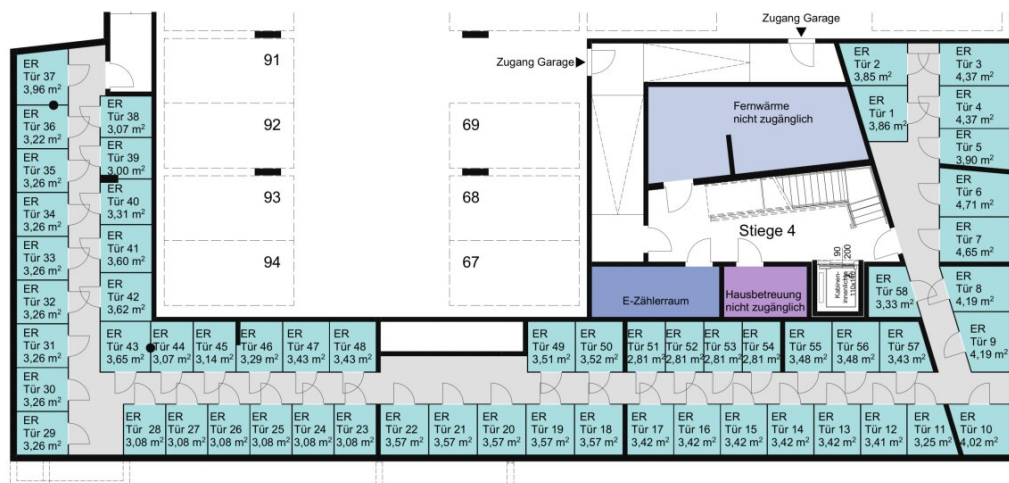 Zugang Garage
Zugang Garage
91
92
93
94
69
68
67
Fernwärme
nicht zugänglich
Stiege 4
90
200
Kabinen-
innenlichte
110x140
E-Zählerraum
Hausbetreuung
nicht zugänglich
ER
Tür 37
3,96 m²
ER
Tür 36
3,22 m²
ER
Tür 35
3,26 m²
ER
Tür 34
3,26 m²
ER
Tür 33
3,26 m²
ER
Tür 32
3,26 m²
ER
Tür 31
3,26 m²
ER
Tür 30
3,26 m²
ER
Tür 29
3,26 m²
ER
Tür 38
3,07 m²
ER
Tür 39
3,00 m²
ER
Tür 40
3,31 m²
ER
Tür 41
3,60 m²
ER
Tür 42
3,62 m²
ER
Tür 43
3,65 m²
ER
Tür 44
3,07 m²
ER
Tür 45
3,14 m²
ER
Tür 46
3,29 m²
ER
Tür 47
3,43 m²
ER
Tür 48
3,43 m²
ER
Tür 49
3,51 m²
ER
Tür 50
3,52 m²
ER
Tür 51
2,81 m²
ER
Tür 52
2,81 m²
ER
Tür 53
2,81 m²
ER
Tür 54
2,81 m²
ER
Tür 55
3,48 m²
ER
Tür 56
3,48 m²
ER
Tür 57
3,43 m²
ER
Tür 58
3,33 m²
ER
Tür 2
3,85 m²
ER
Tür 1
3,86 m²
ER
Tür 3
4,37 m²
ER
Tür 4
4,37 m²
ER
Tür 5
3,90 m²
ER
Tür 6
4,71 m²
ER
Tür 7
4,65 m²
ER
Tür 8
4,19 m²
ER
Tür 9
4,19 m²
ER
Tür 28
3,08 m²
ER
Tür 27
3,08 m²
ER
Tür 26
3,08 m²
ER
Tür 25
3,08 m²
ER
Tür 24
3,08 m²
ER
Tür 23
3,08 m²
ER
Tür 22
3,57 m²
ER
Tür 21
3,57 m²
ER
Tür 20
3,57 m²
ER
Tür 19
3,57 m²
ER
Tür 18
3,57 m²
ER
Tür 17
3,42 m²
ER
Tür 16
3,42 m²
ER
Tür 15
3,42 m²
ER
Tür 14
3,42 m²
ER
Tür 13
3,42 m²
ER
Tür 12
3,41 m²
ER
Tür 11
3,25 m²
ER
Tür 10
4,02 m²